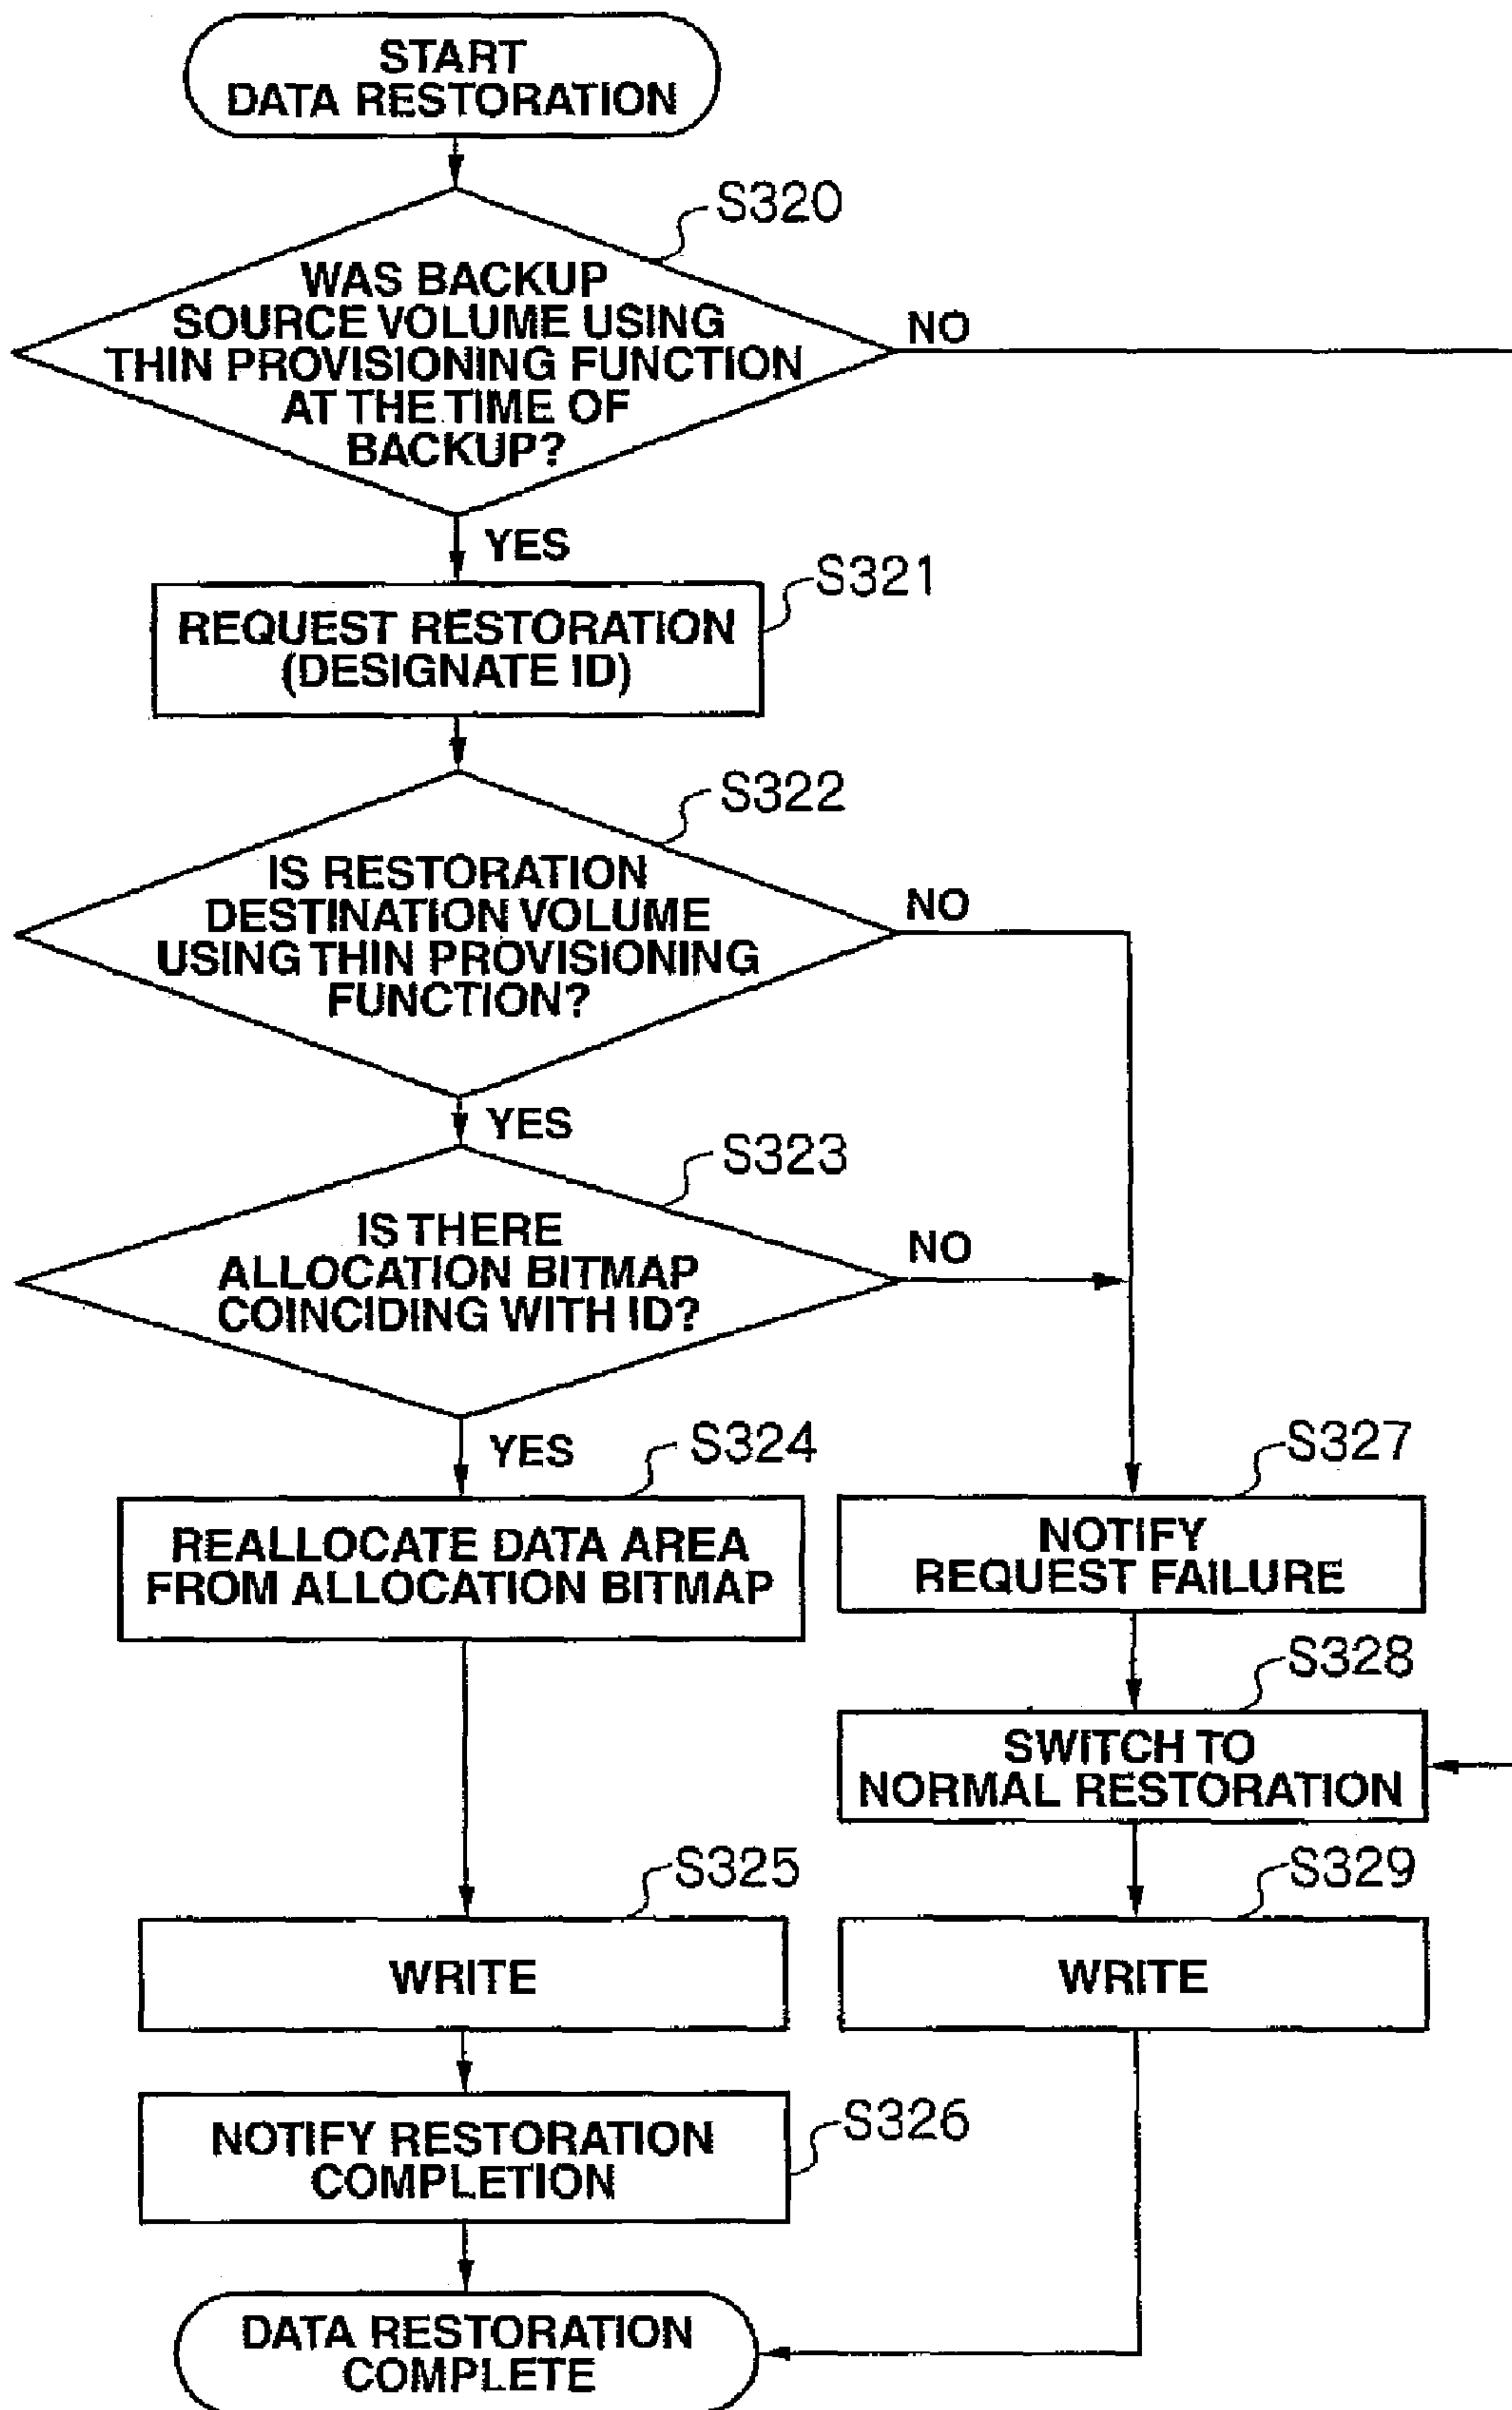 START
DATA RESTORATION
S320
WAS BACKUP
SOURCE VOLUME USING
THIN PROVISIONING FUNCTION
AT THE TIME OF
BACKUP?
NO
YES
S321
REQUEST RESTORATION
(DESIGNATE ID)
S322
IS RESTORATION
DESTINATION VOLUME
USING THIN PROVISIONING
FUNCTION?
NO
YES
S323
IS THERE
ALLOCATION BITMAP
COINCIDING WITH ID?
NO
YES
S324
REALLOCATE DATA AREA
FROM ALLOCATION BITMAP
S327
NOTIFY
REQUEST FAILURE
S328
SWITCH TO
NORMAL RESTORATION
S325
WRITE
S329
WRITE
S326
NOTIFY RESTORATION
COMPLETION
DATA RESTORATION
COMPLETE